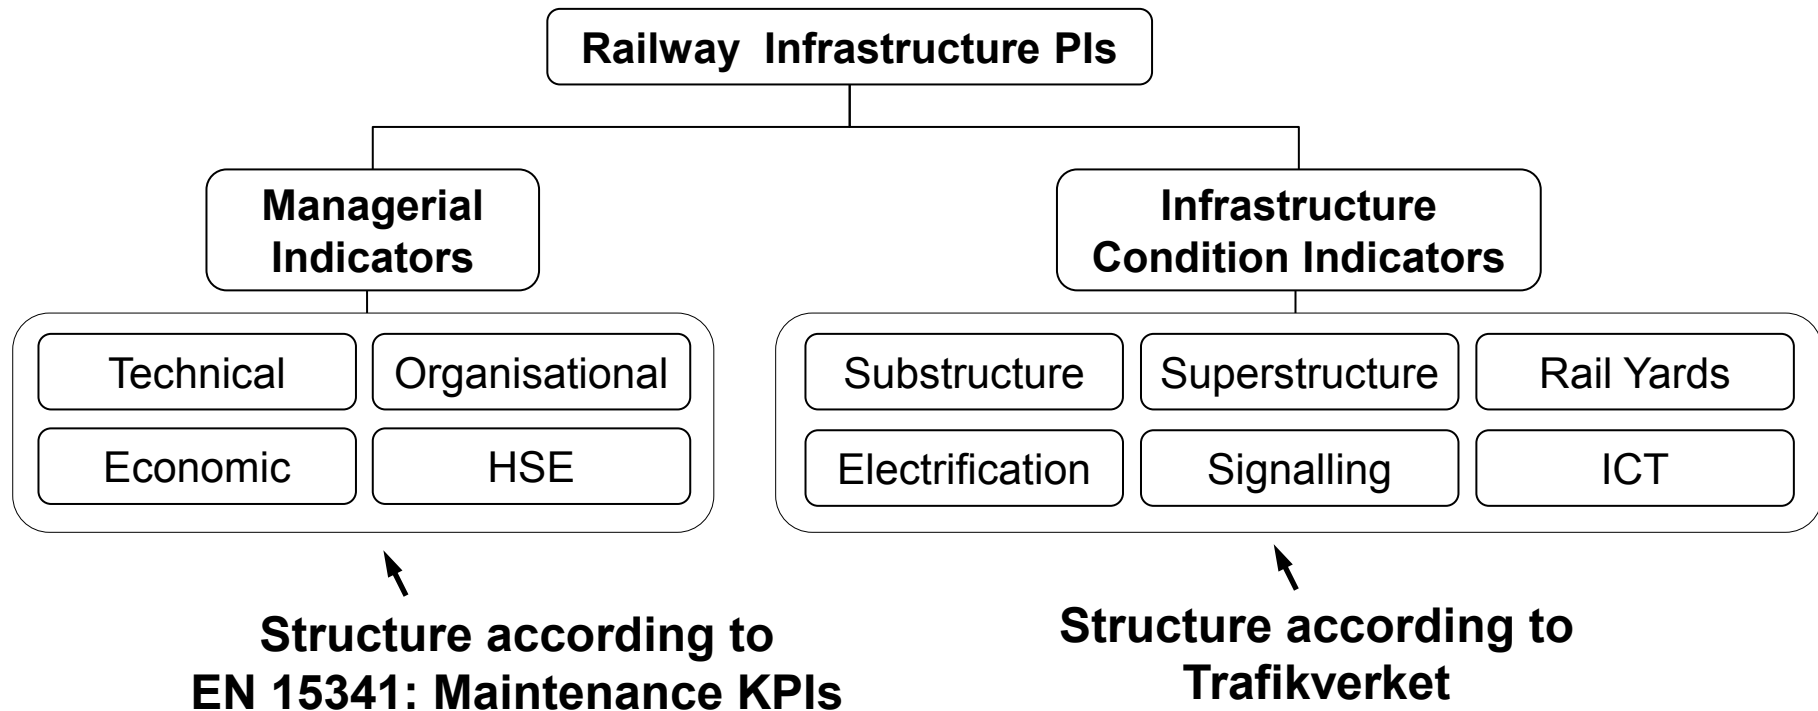 Railway Infrastructure PIs
Managerial
Indicators
Infrastructure
Condition Indicators
Technical
Organisational
Economic
HSE
Substructure
Superstructure
Rail Yards
Electrification
Signalling
ICT
Structure according to
EN 15341: Maintenance KPIs
Structure according to
Trafikverket